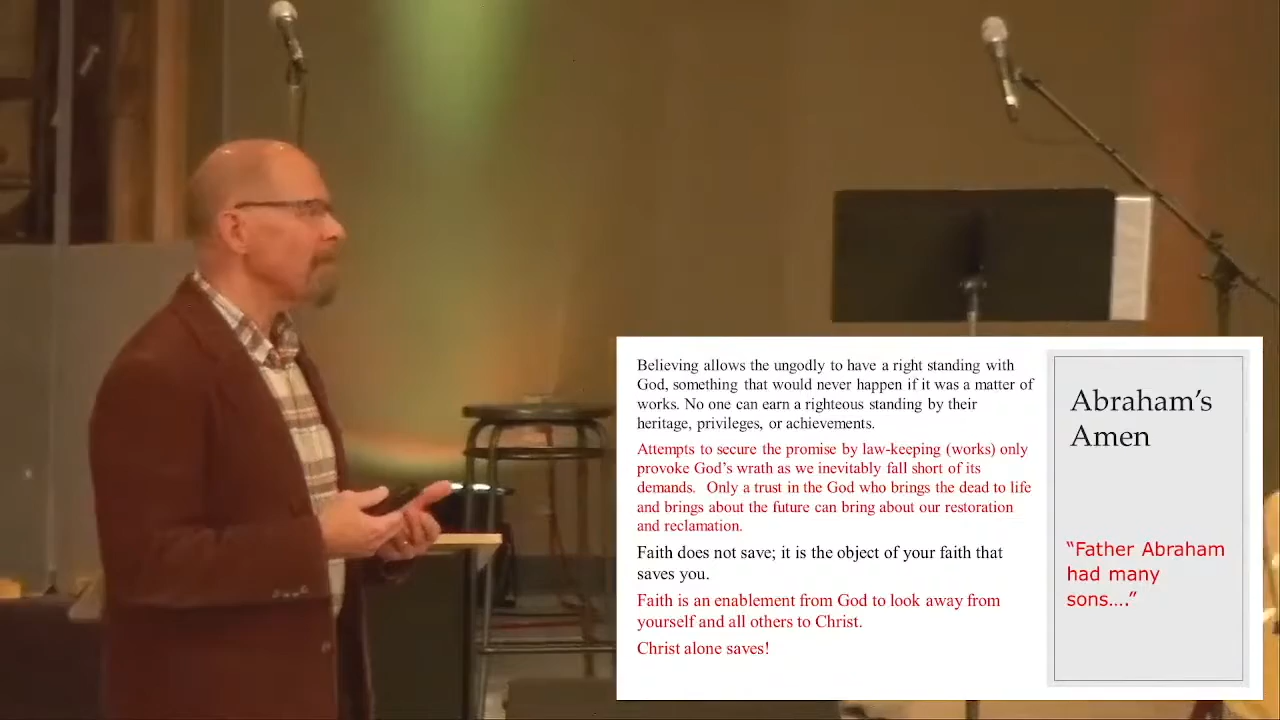 Believing allows the ungodly to have a right standing with
God, something that would never happen if it was a matter of
works. No one can earn a righteous standing by their
heritage, privileges, or achievements.
Attempts to secure the promise by law-keeping (works) only
provoke God's wrath as we inevitably fall short of its
demands.  Only a trust in the God who brings the dead to life
and brings about the future can bring about our restoration
and reclamation.
Faith does not save; it is the object of your faith that
saves you.
Faith is an enablement from God to look away from
yourself and all others to Christ.
Christ alone saves!
Abraham's
Amen
“Father Abraham
had many
sons….”